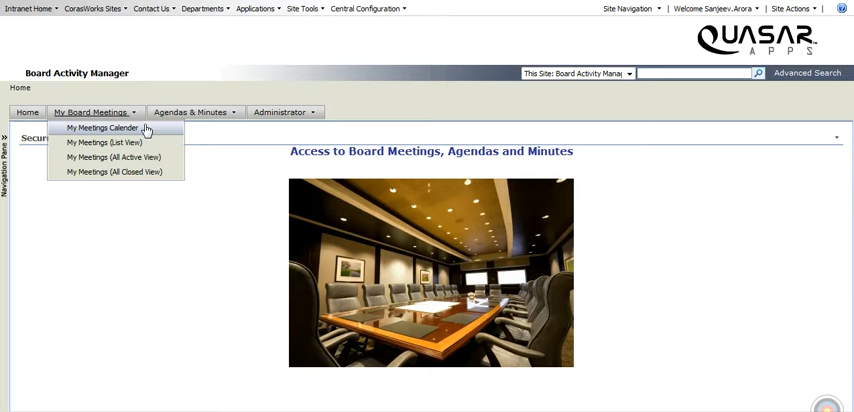 Intranet Home CorasWorks Sites Contact Us Departments Applications Site Tools Central Configuration Site Navigation Welcome Sanjeev.Arora Site Actions
QUASAR
APPS
Board Activity Manager This Site: Board Activity Manag Advanced Search
Home
Home My Board Meetings Agendas & Minutes Administrator
My Meetings Calender
My Meetings (List View)
My Meetings (All Active View)
My Meetings (All Closed View)
Secure
Access to Board Meetings, Agendas and Minutes
Navigation Pane